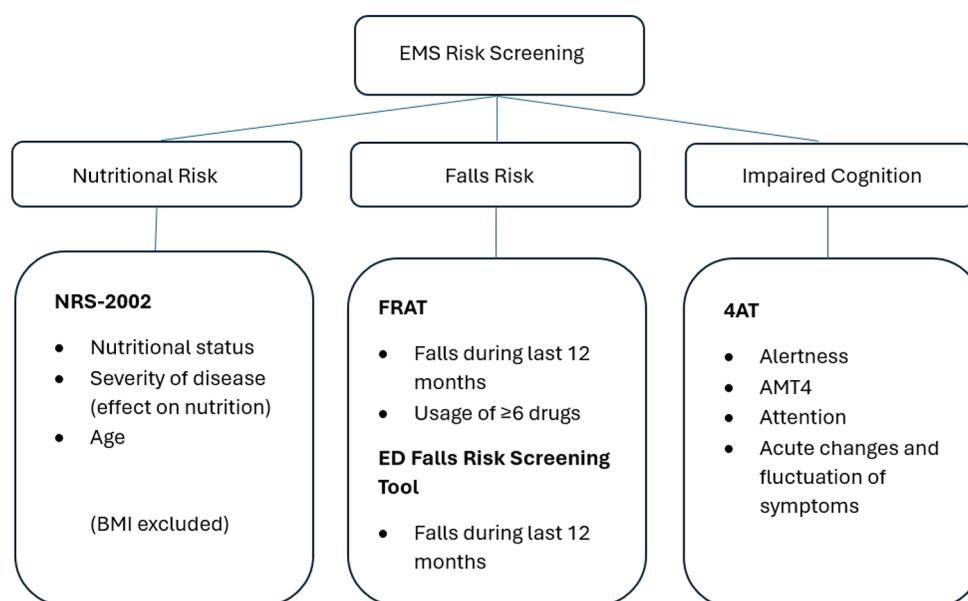 EMS Risk Screening
Nutritional Risk
Falls Risk
Impaired Cognition
NRS-2002
• Nutritional status
• Severity of disease
(effect on nutrition)
• Age
(BMI excluded)
FRAT
• Falls during last 12
months
• Usage of ≥6 drugs
ED Falls Risk Screening
Tool
• Falls during last 12
months
4AT
• Alertness
• AMT4
• Attention
• Acute changes and
fluctuation of
symptoms